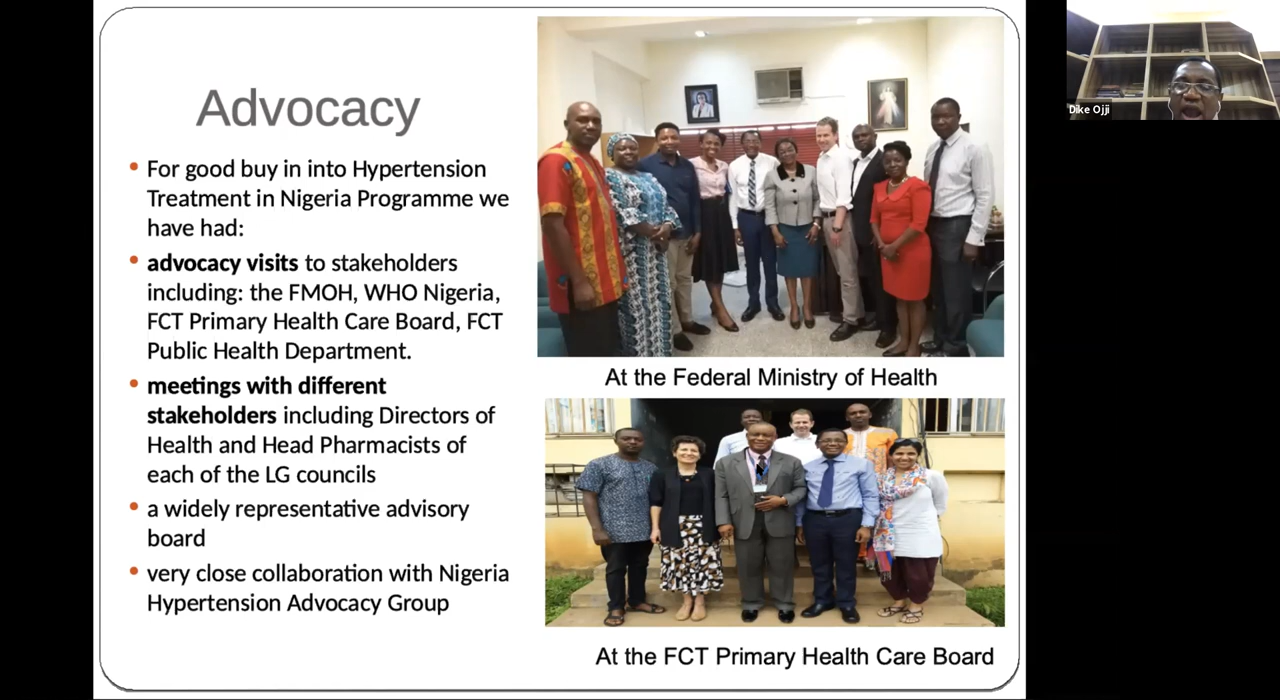 Advocacy
For good buy in into Hypertension
Treatment in Nigeria Programme we
have had:
advocacy visits to stakeholders
including: the FMOH, WHO Nigeria,
FCT Primary Health Care Board, FCT
Public Health Department.
meetings with different
stakeholders including Directors of
Health and Head Pharmacists of
each of the LG councils
a widely representative advisory
board
very close collaboration with Nigeria
Hypertension Advocacy Group
At the Federal Ministry of Health
At the FCT Primary Health Care Board
Dike Ojji